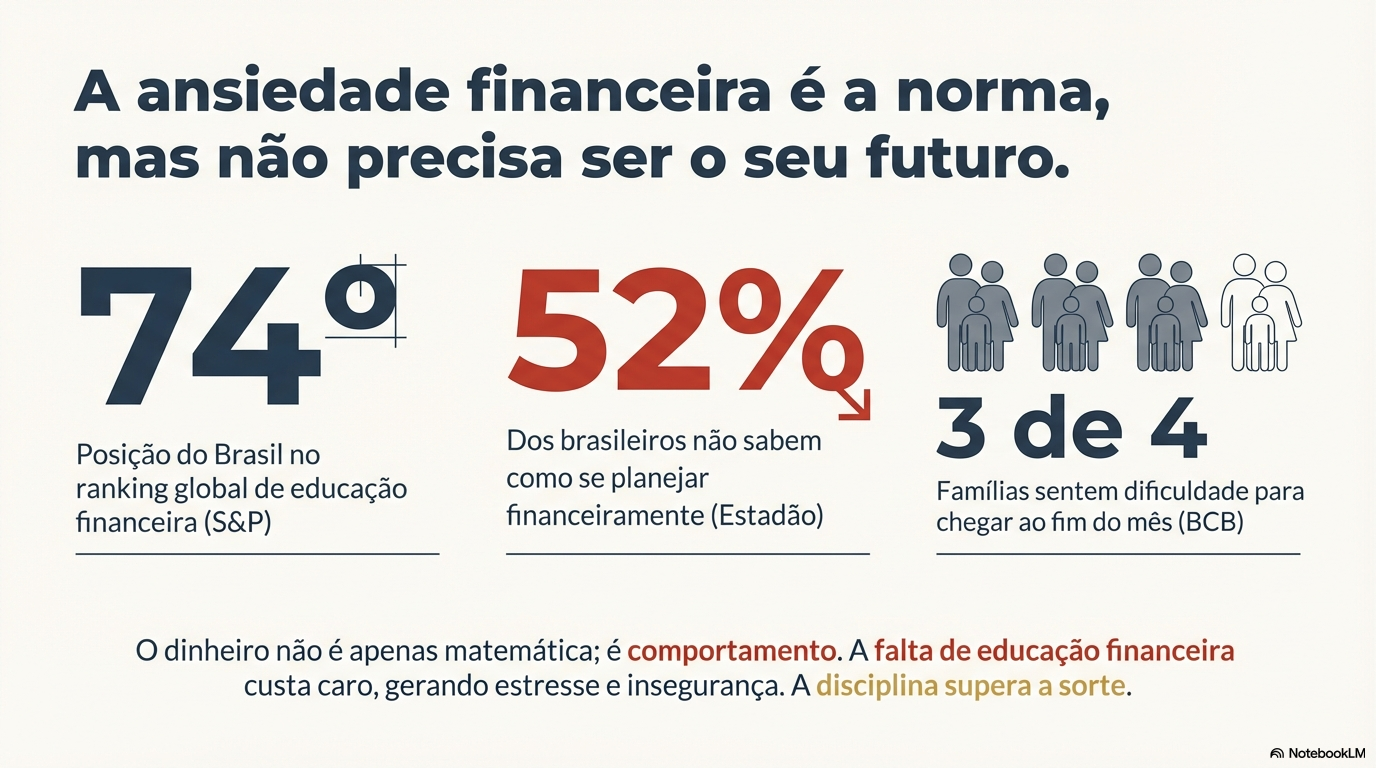 A ansiedade financeira é a norma,
mas não precisa ser o seu futuro.
74º
Posição do Brasil no
ranking global de educação
financeira (S&P)
52%
Dos brasileiros não sabem
como se planejar
financeiramente (Estadão)
3 de 4
Famílias sentem dificuldade para
chegar ao fim do mês (BCB)
O dinheiro não é apenas matemática; é comportamento. A falta de educação financeira
custa caro, gerando estresse e insegurança. A disciplina supera a sorte.
NotebookLM